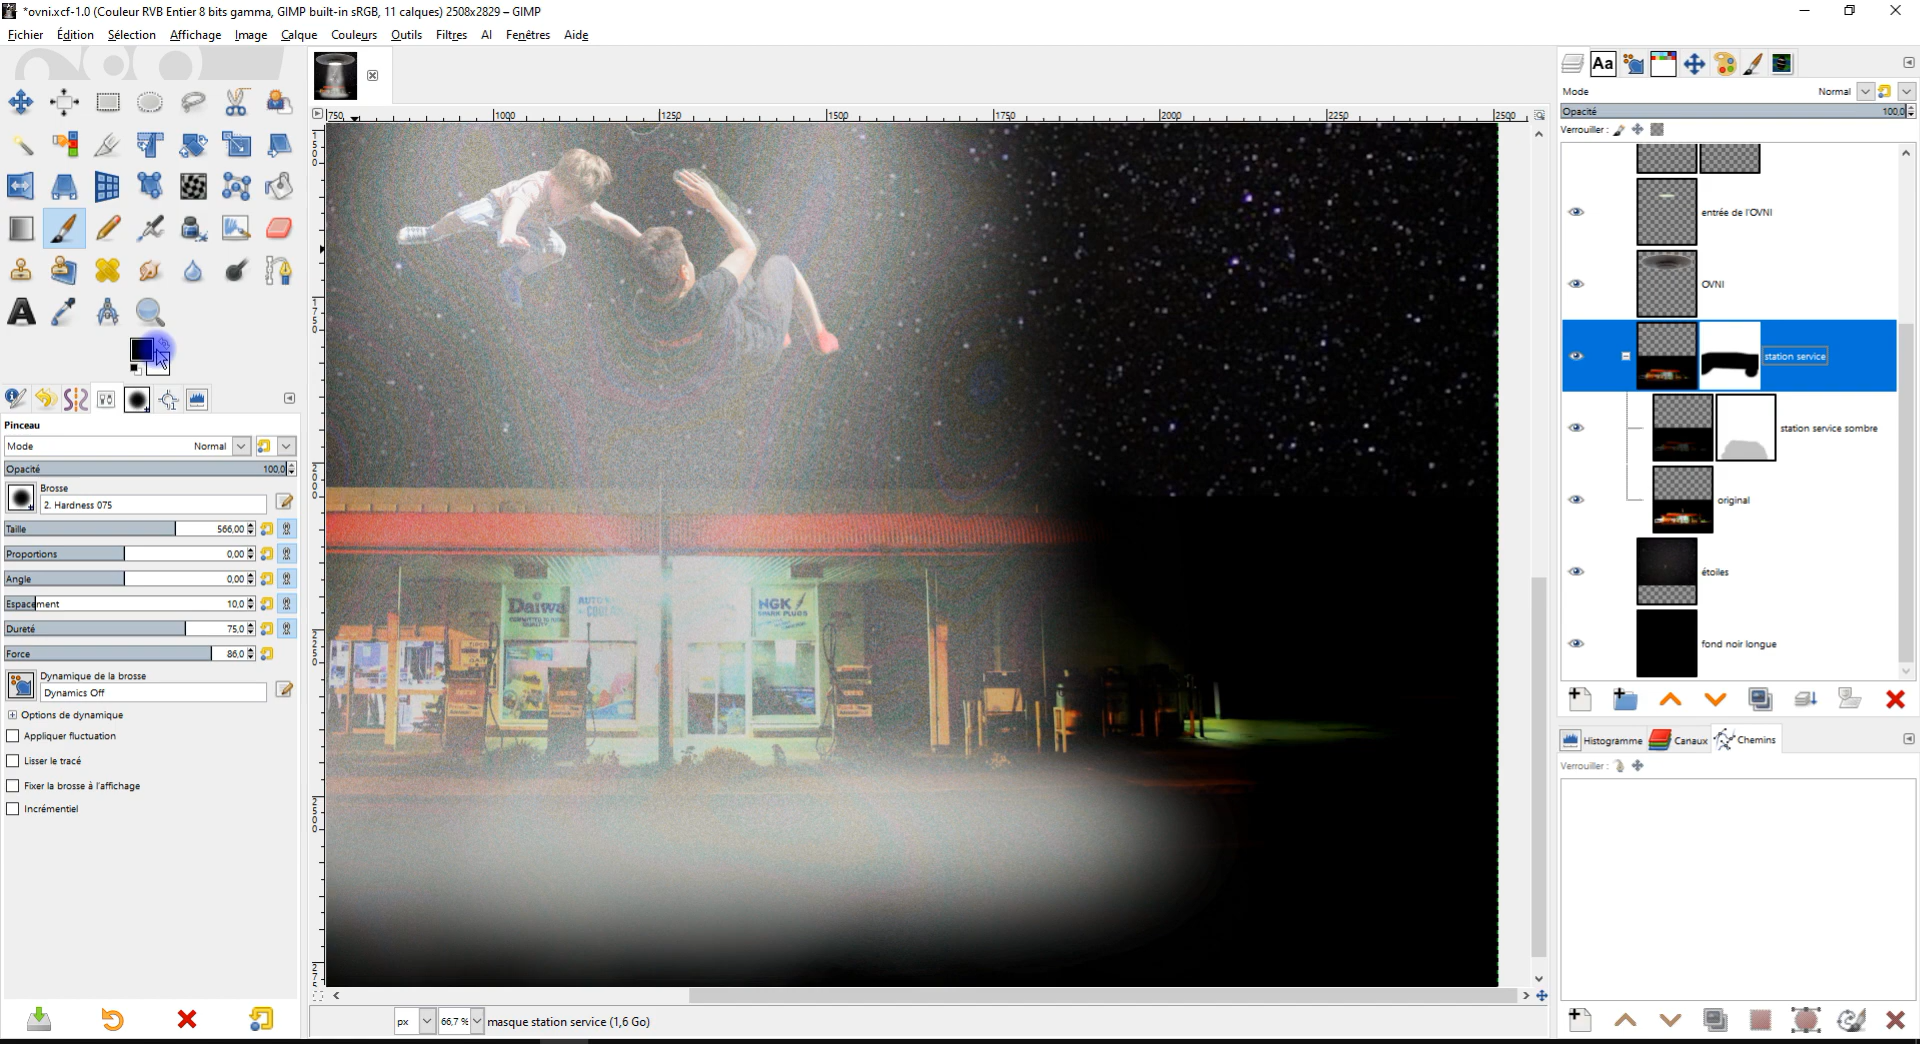 *ovni.xcf-1.0 (Couleur RVB Entier 8 bits gamma, GIMP built-in sRGB, 11 calques) 2508x2829 – GIMP
Fichier Édition Sélection Affichage Image Calque Couleurs Outils Filtres AI Fenêtres Aide
750 1000 1250 1500 1750 2000 2250 2500
Pinceau
Mode Normal
Opacité 100,0
Brosse
2. Hardness 075
Taille 566,00
Proportions 0,00
Angle 0,00
Espacement 10,0
Dureté 75,0
Force 86,0
Dynamique de la brosse
Dynamics Off
Options de dynamique
Appliquer fluctuation
Lisser le tracé
Fixer la brosse à l'affichage
Incrémentiel
Daiwa
NGK
SPARK PLUGS
px 66,7 % masque station service (1,6 Go)
Aa
Mode Normal
Opacité 100,0
Verrouiller :
entrée de l'OVNI
OVNI
station service
station service sombre
original
étoiles
fond noir longue
Histogramme Canaux Chemins
Verrouiller :